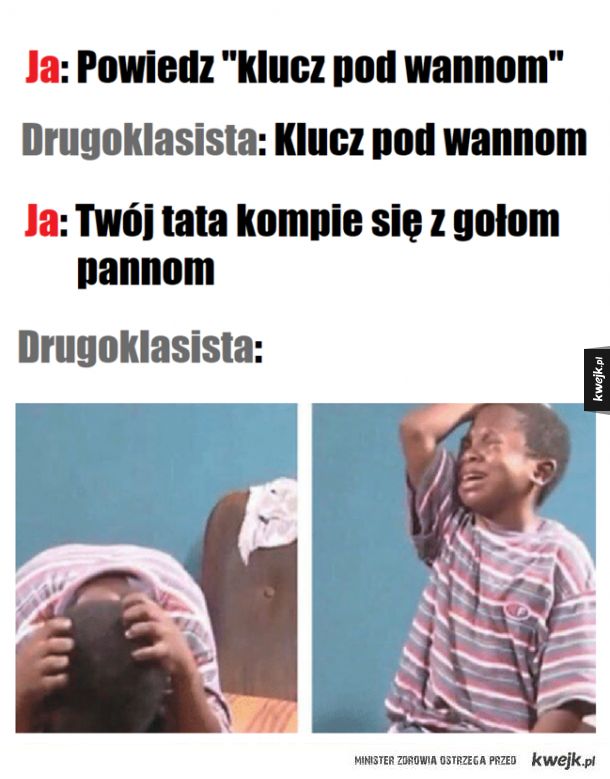 Ja: Powiedz "klucz pod wannom"
Drugoklasista: Klucz pod wannom
Ja: Twój tata kompie się z gołom
pannom
Drugoklasista:
kwejk.pl
MINISTER ZDROWIA OSTRZEGA PRZED kwejk.pl